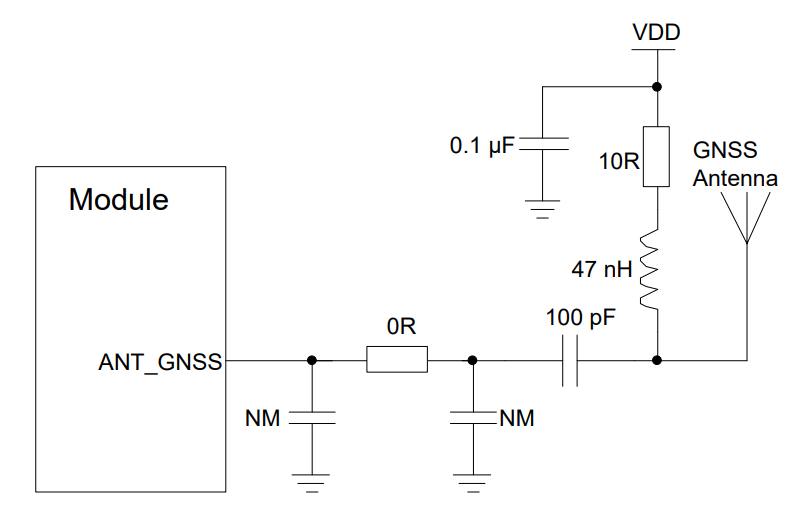 VDD
0.1 µF
10R
GNSS
Antenna
Module
47 nH
100 pF
0R
ANT_GNSS
NM
NM